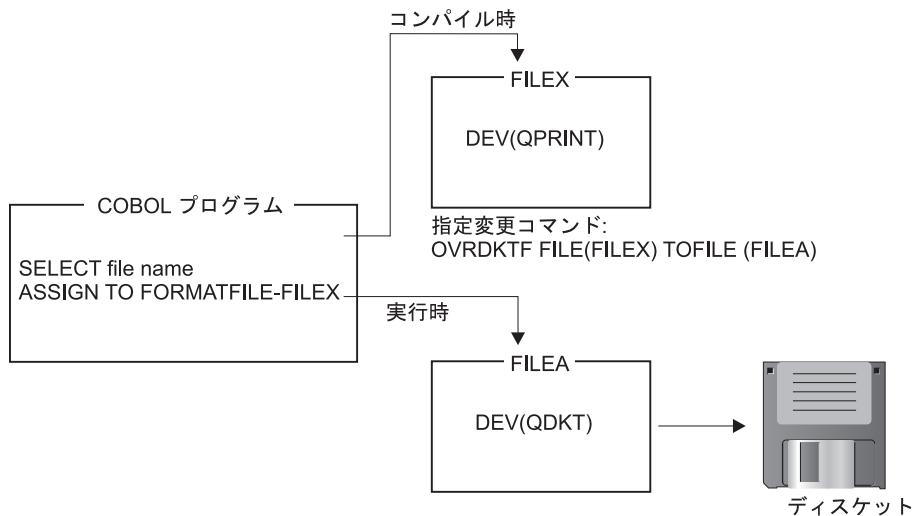 コンパイル時
FILEX
DEV(QPRINT)
COBOL プログラム
指定変更コマンド:
OVRDKTF FILE(FILEX) TOFILE (FILEA)
SELECT file name
ASSIGN TO FORMATFILE-FILEX
実行時
FILEA
DEV(QDKT)
ディスケット